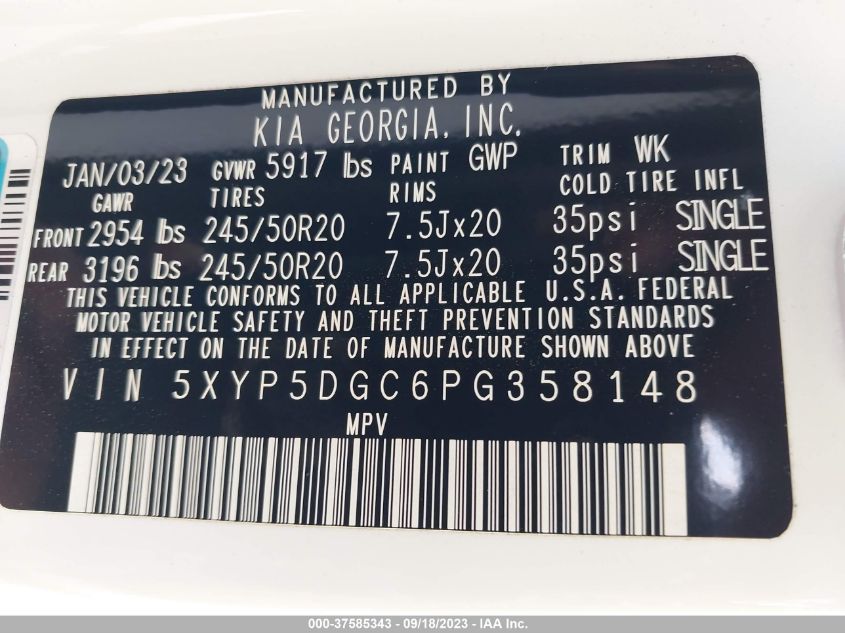 MANUFACTURED BY
KIA GEORGIA, INC.
JAN/03/23 GVWR 5917 lbs PAINT GWP TRIM WK
GAWR TIRES RIMS COLD TIRE INFL
FRONT 2954 lbs 245/50R20 7.5Jx20 35psi SINGLE
REAR 3196 lbs 245/50R20 7.5Jx20 35psi SINGLE
THIS VEHICLE CONFORMS TO ALL APPLICABLE U.S.A. FEDERAL
MOTOR VEHICLE SAFETY AND THEFT PREVENTION STANDARDS
IN EFFECT ON THE DATE OF MANUFACTURE SHOWN ABOVE
VIN 5XYP5DGC6PG358148
MPV
000-37585343 - 09/18/2023 - IAA Inc.